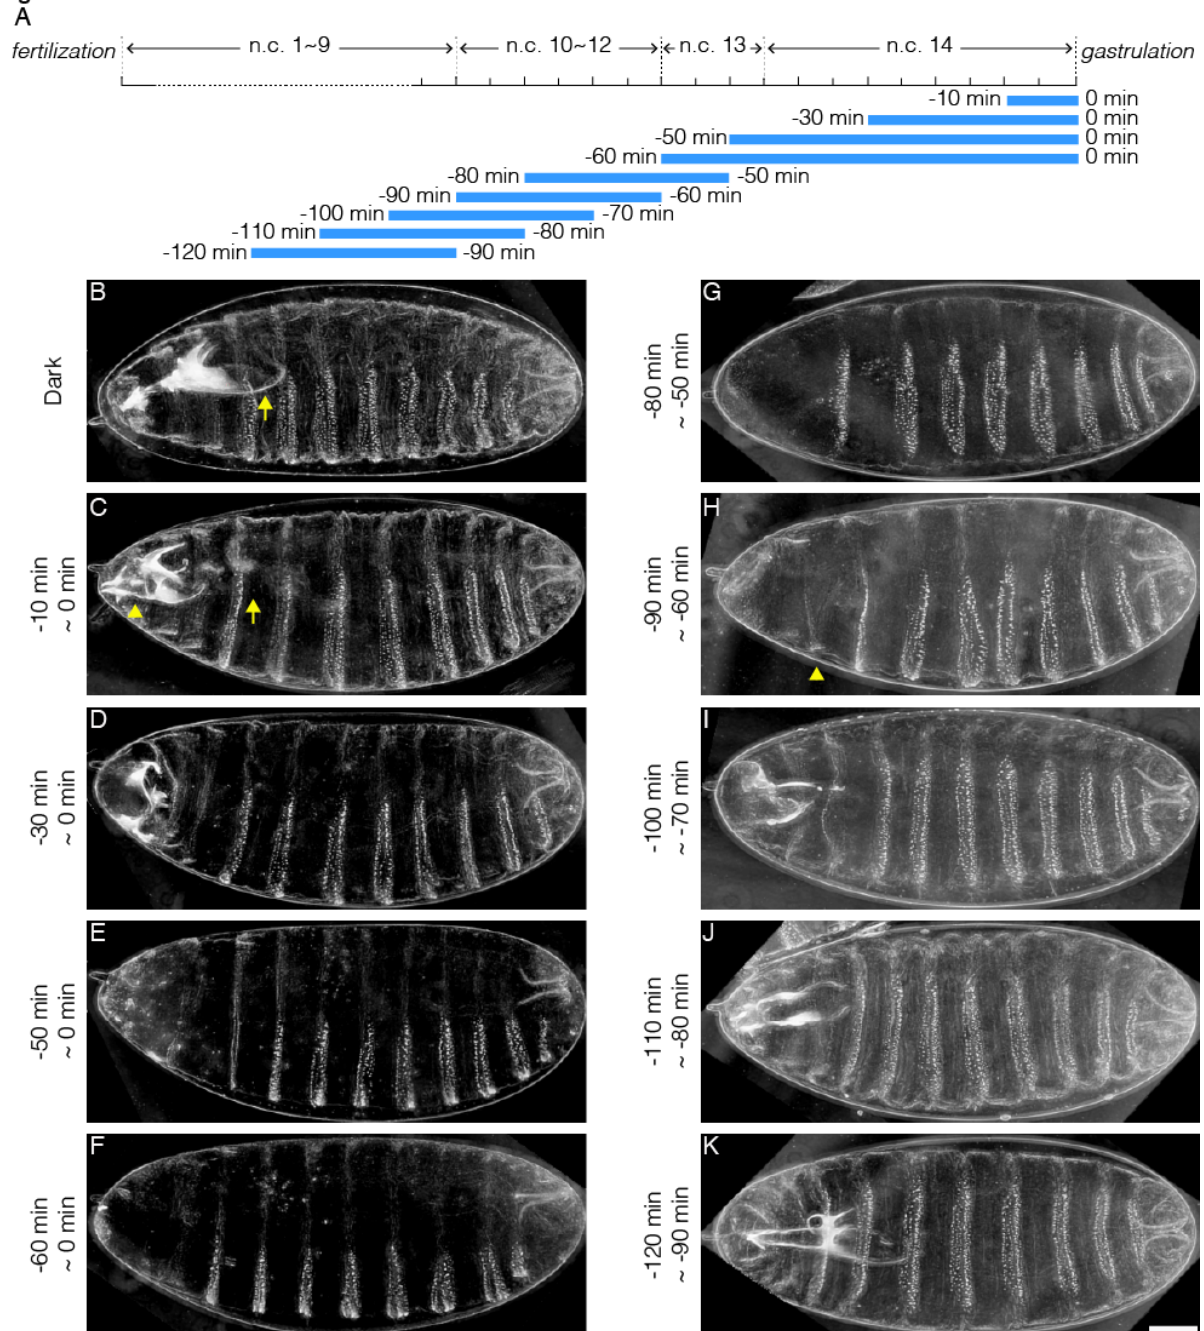 A
fertilization n.c. 1~9 n.c. 10~12 n.c. 13 n.c. 14 gastrulation
-10 min 0 min
-30 min 0 min
-50 min 0 min
-60 min 0 min
-80 min -50 min
-90 min -60 min
-100 min -70 min
-110 min -80 min
-120 min -90 min
B
Dark
C
-10 min
~ 0 min
D
-30 min
~ 0 min
E
-50 min
~ 0 min
F
-60 min
~ 0 min
G
-80 min
~ -50 min
H
-90 min
~ -60 min
I
-100 min
~ -70 min
J
-110 min
~ -80 min
K
-120 min
~ -90 min